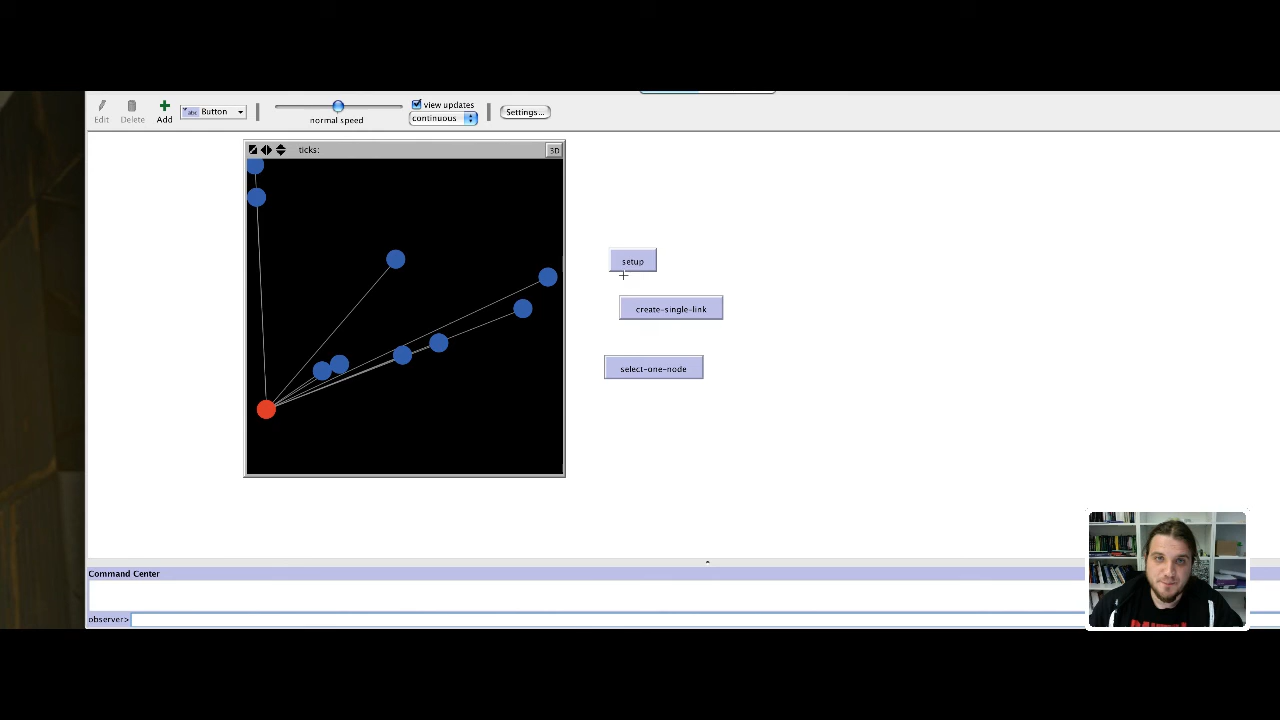 Edit
Delete
Add
abc Button
normal speed
view updates
continuous
Settings...
ticks:
3D
setup
create-single-link
select-one-node
Command Center
observer>